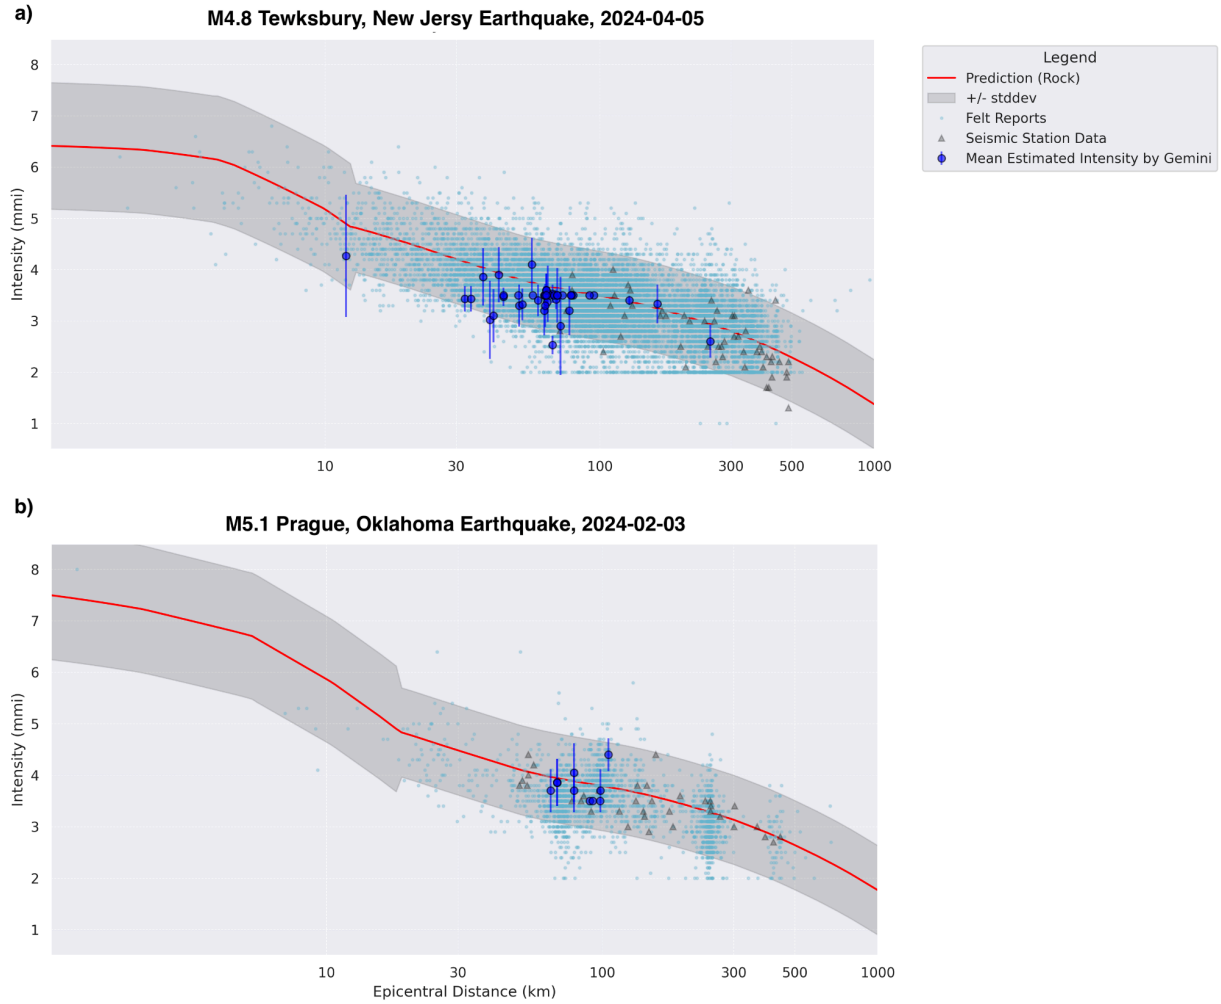 a)
M4.8 Tewksbury, New Jersy Earthquake, 2024-04-05
Intensity (mmi)
8
7
6
5
4
3
2
1
10
30
100
300
500
1000
Legend
Prediction (Rock)
+/- stddev
Felt Reports
Seismic Station Data
Mean Estimated Intensity by Gemini
b)
M5.1 Prague, Oklahoma Earthquake, 2024-02-03
Intensity (mmi)
8
7
6
5
4
3
2
1
10
30
100
300
500
1000
Epicentral Distance (km)